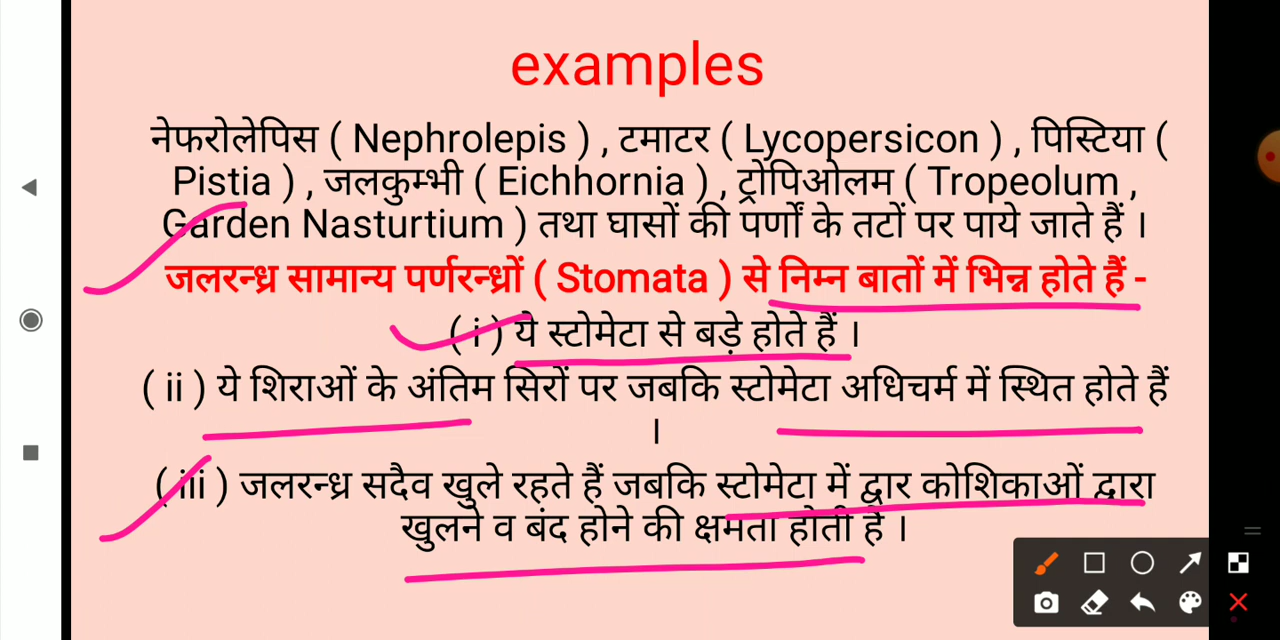 examples
नेफरोलेपिस ( Nephrolepis ) , टमाटर ( Lycopersicon ) , पिस्टिया (
Pistia ) , जलकुम्भी ( Eichhornia ) , ट्रोपिओलम ( Tropeolum ,
Garden Nasturtium ) तथा घासों की पर्णों के तटों पर पाये जाते हैं ।
जलरन्ध्र सामान्य पर्णरन्ध्रों ( Stomata ) से निम्न बातों में भिन्न होते हैं -
( i ) ये स्टोमेटा से बड़े होते हैं ।
( ii ) ये शिराओं के अंतिम सिरों पर जबकि स्टोमेटा अधिचर्म में स्थित होते हैं
।
( iii ) जलरन्ध्र सदैव खुले रहते हैं जबकि स्टोमेटा में द्वार कोशिकाओं द्वारा
खुलने व बंद होने की क्षमता होती है ।